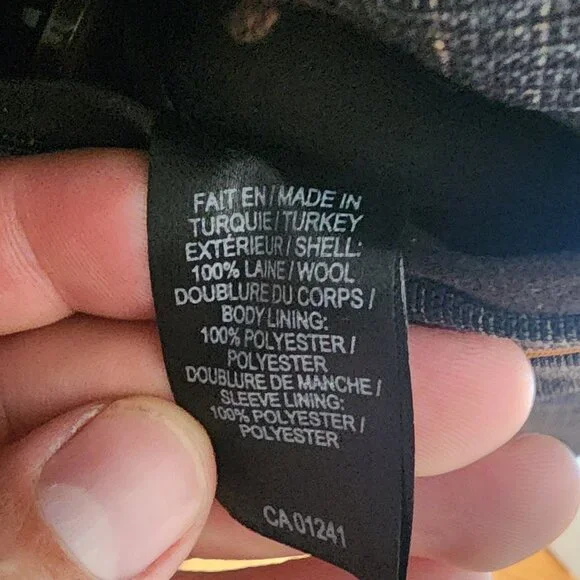 FAIT EN/MADE IN
TURQUIE/TURKEY
EXTÉRIEUR/SHELL:
100% LAINE/WOOL
DOUBLURE DU CORPS/
BODY LINING:
100% POLYESTER/
POLYESTER
DOUBLURE DE MANCHE/
SLEEVE LINING:
100% POLYESTER/
POLYESTER
CA 01241